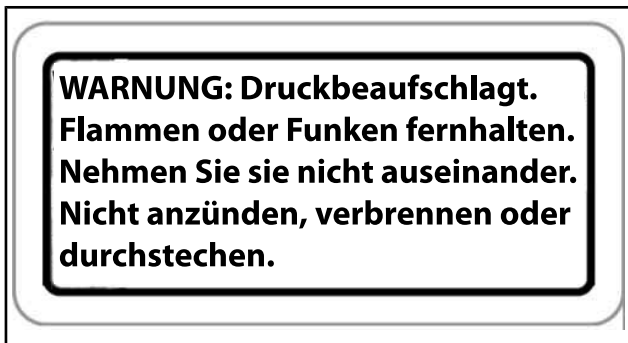 WARNUNG: Druckbeaufschlagt.
Flammen oder Funken fernhalten.
Nehmen Sie sie nicht auseinander.
Nicht anzünden, verbrennen oder
durchstechen.